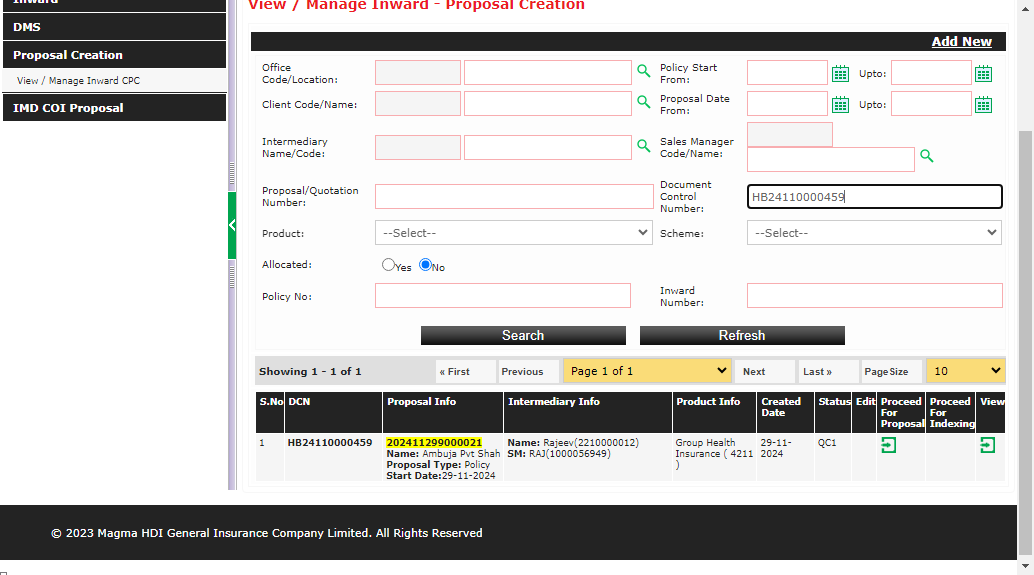 Inward
View / Manage Inward - Proposal Creation
DMS
Proposal Creation
View / Manage Inward CPC
IMD COI Proposal
Add New
Office Code/Location:
Policy Start From:
Upto:
Client Code/Name:
Proposal Date From:
Upto:
Intermediary Name/Code:
Sales Manager Code/Name:
Proposal/Quotation Number:
Document Control Number:
HB24110000459
Product:
--Select--
Scheme:
--Select--
Allocated:
Yes
No
Policy No:
Inward Number:
Search
Refresh
Showing 1 - 1 of 1
« First
Previous
Page 1 of 1
Next
Last »
PageSize
10
S.No DCN Proposal Info Intermediary Info Product Info Created Date Status Edit Proceed For Proposal Proceed For Indexing View
1 HB24110000459
202411299000021
Name: Ambuja Pvt Shah
Proposal Type: Policy
Start Date:29-11-2024
Name: Rajeev(2210000012)
SM: RAJ(1000056949)
Group Health
Insurance ( 4211
)
29-11-
2024
QC1
© 2023 Magma HDI General Insurance Company Limited. All Rights Reserved